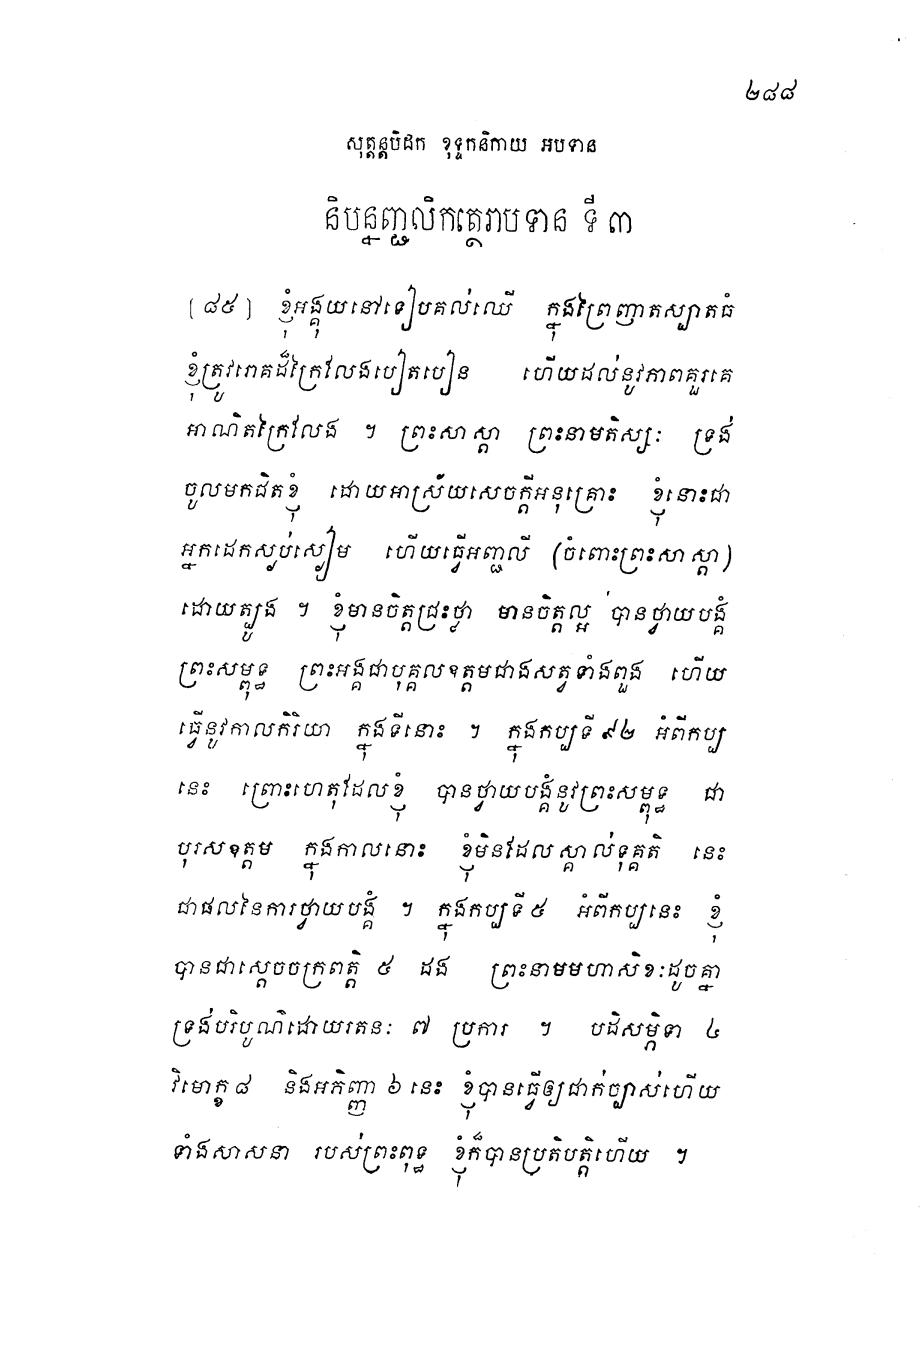 ២៨៨
សុត្តន្តបិដក ខុទ្ទកនិកាយ អបទាន
និបន្នញ្ជលិកត្ថេរាបទាន ទី ៣
[៨៥] ខ្ញុំអង្គុយនៅទៀបគល់ឈើ ក្នុងព្រៃញាតស្បាតធំ
ខ្ញុំត្រូវរោគដ៏ក្រៃលែងបៀតបៀន ហើយដល់នូវភាពគួរគេ
អាណិតក្រៃលែង ។ ព្រះសាស្តា ព្រះនាមតិស្សៈ ទ្រង់
ចូលមកជិតខ្ញុំ ដោយអាស្រ័យសេចក្តីអនុគ្រោះ ខ្ញុំនោះជា
អ្នកដេកស្ងប់ស្ងៀម ហើយធ្វើអញ្ជលី (ចំពោះព្រះសាស្តា)
ដោយត្បូង ។ ខ្ញុំមានចិត្តជ្រះថ្លា មានចិត្តល្អ បានថ្វាយបង្គំ
ព្រះសម្ពុទ្ធ ព្រះអង្គជាបុគ្គលឧត្តមជាងសត្វទាំងពួង ហើយ
ធ្វើនូវកាលកិរិយា ក្នុងទីនោះ ។ ក្នុងកប្បទី ៩២ អំពីកប្ប
នេះ ព្រោះហេតុដែលខ្ញុំ បានថ្វាយបង្គំនូវព្រះសម្ពុទ្ធ ជា
បុរសឧត្តម ក្នុងកាលនោះ ខ្ញុំមិនដែលស្គាល់ទុគ្គតិ នេះ
ជាផលនៃការថ្វាយបង្គំ ។ ក្នុងកប្បទី ៥ អំពីកប្បនេះ ខ្ញុំ
បានជាស្តេចចក្រពត្តិ ៥ ដង ព្រះនាមមហាសិខៈដូចគ្នា
ទ្រង់បរិបូណ៌ដោយរតនៈ ៧ ប្រការ ។ បដិសម្ភិទា ៤
វិមោក្ខ ៨ និងអភិញ្ញា ៦ នេះ ខ្ញុំបានធ្វើឲ្យជាក់ច្បាស់ហើយ
ទាំងសាសនា របស់ព្រះពុទ្ធ ខ្ញុំក៏បានប្រតិបត្តិហើយ ។